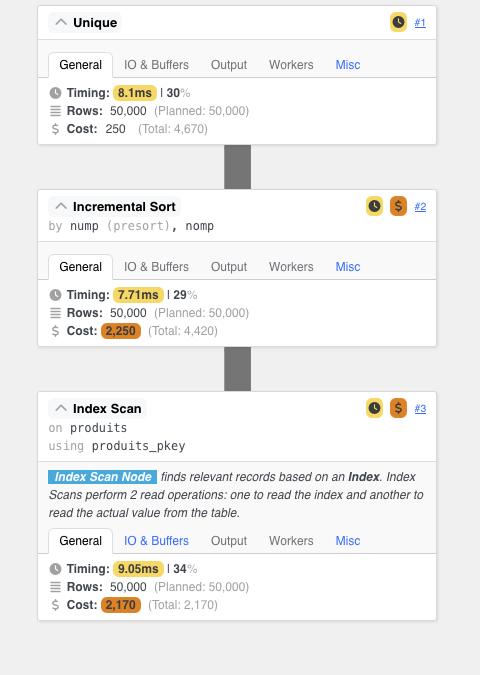 Unique #1
General IO & Buffers Output Workers Misc
Timing: 8.1ms | 30%
Rows: 50,000 (Planned: 50,000)
$ Cost: 250 (Total: 4,670)
Incremental Sort $ #2
by nump (presort), nomp
General IO & Buffers Output Workers Misc
Timing: 7.71ms | 29%
Rows: 50,000 (Planned: 50,000)
$ Cost: 2,250 (Total: 4,420)
Index Scan $ #3
on produits
using produits_pkey
Index Scan Node finds relevant records based on an Index. Index
Scans perform 2 read operations: one to read the index and another to
read the actual value from the table.
General IO & Buffers Output Workers Misc
Timing: 9.05ms | 34%
Rows: 50,000 (Planned: 50,000)
$ Cost: 2,170 (Total: 2,170)